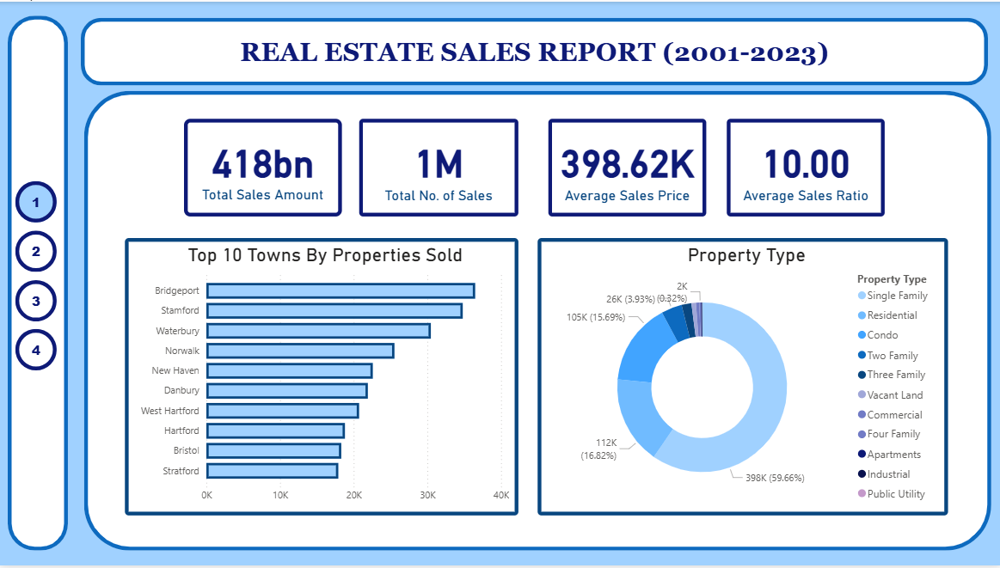 REAL ESTATE SALES REPORT (2001-2023)
418bn
Total Sales Amount
1M
Total No. of Sales
398.62K
Average Sales Price
10.00
Average Sales Ratio
1
2
3
4
Top 10 Towns By Properties Sold
Bridgeport
Stamford
Waterbury
Norwalk
New Haven
Danbury
West Hartford
Hartford
Bristol
Stratford
0K 10K 20K 30K 40K
Property Type
2K
(0.32%)
26K (3.93%)
105K (15.69%)
112K
(16.82%)
398K (59.66%)
Property Type
Single Family
Residential
Condo
Two Family
Three Family
Vacant Land
Commercial
Four Family
Apartments
Industrial
Public Utility